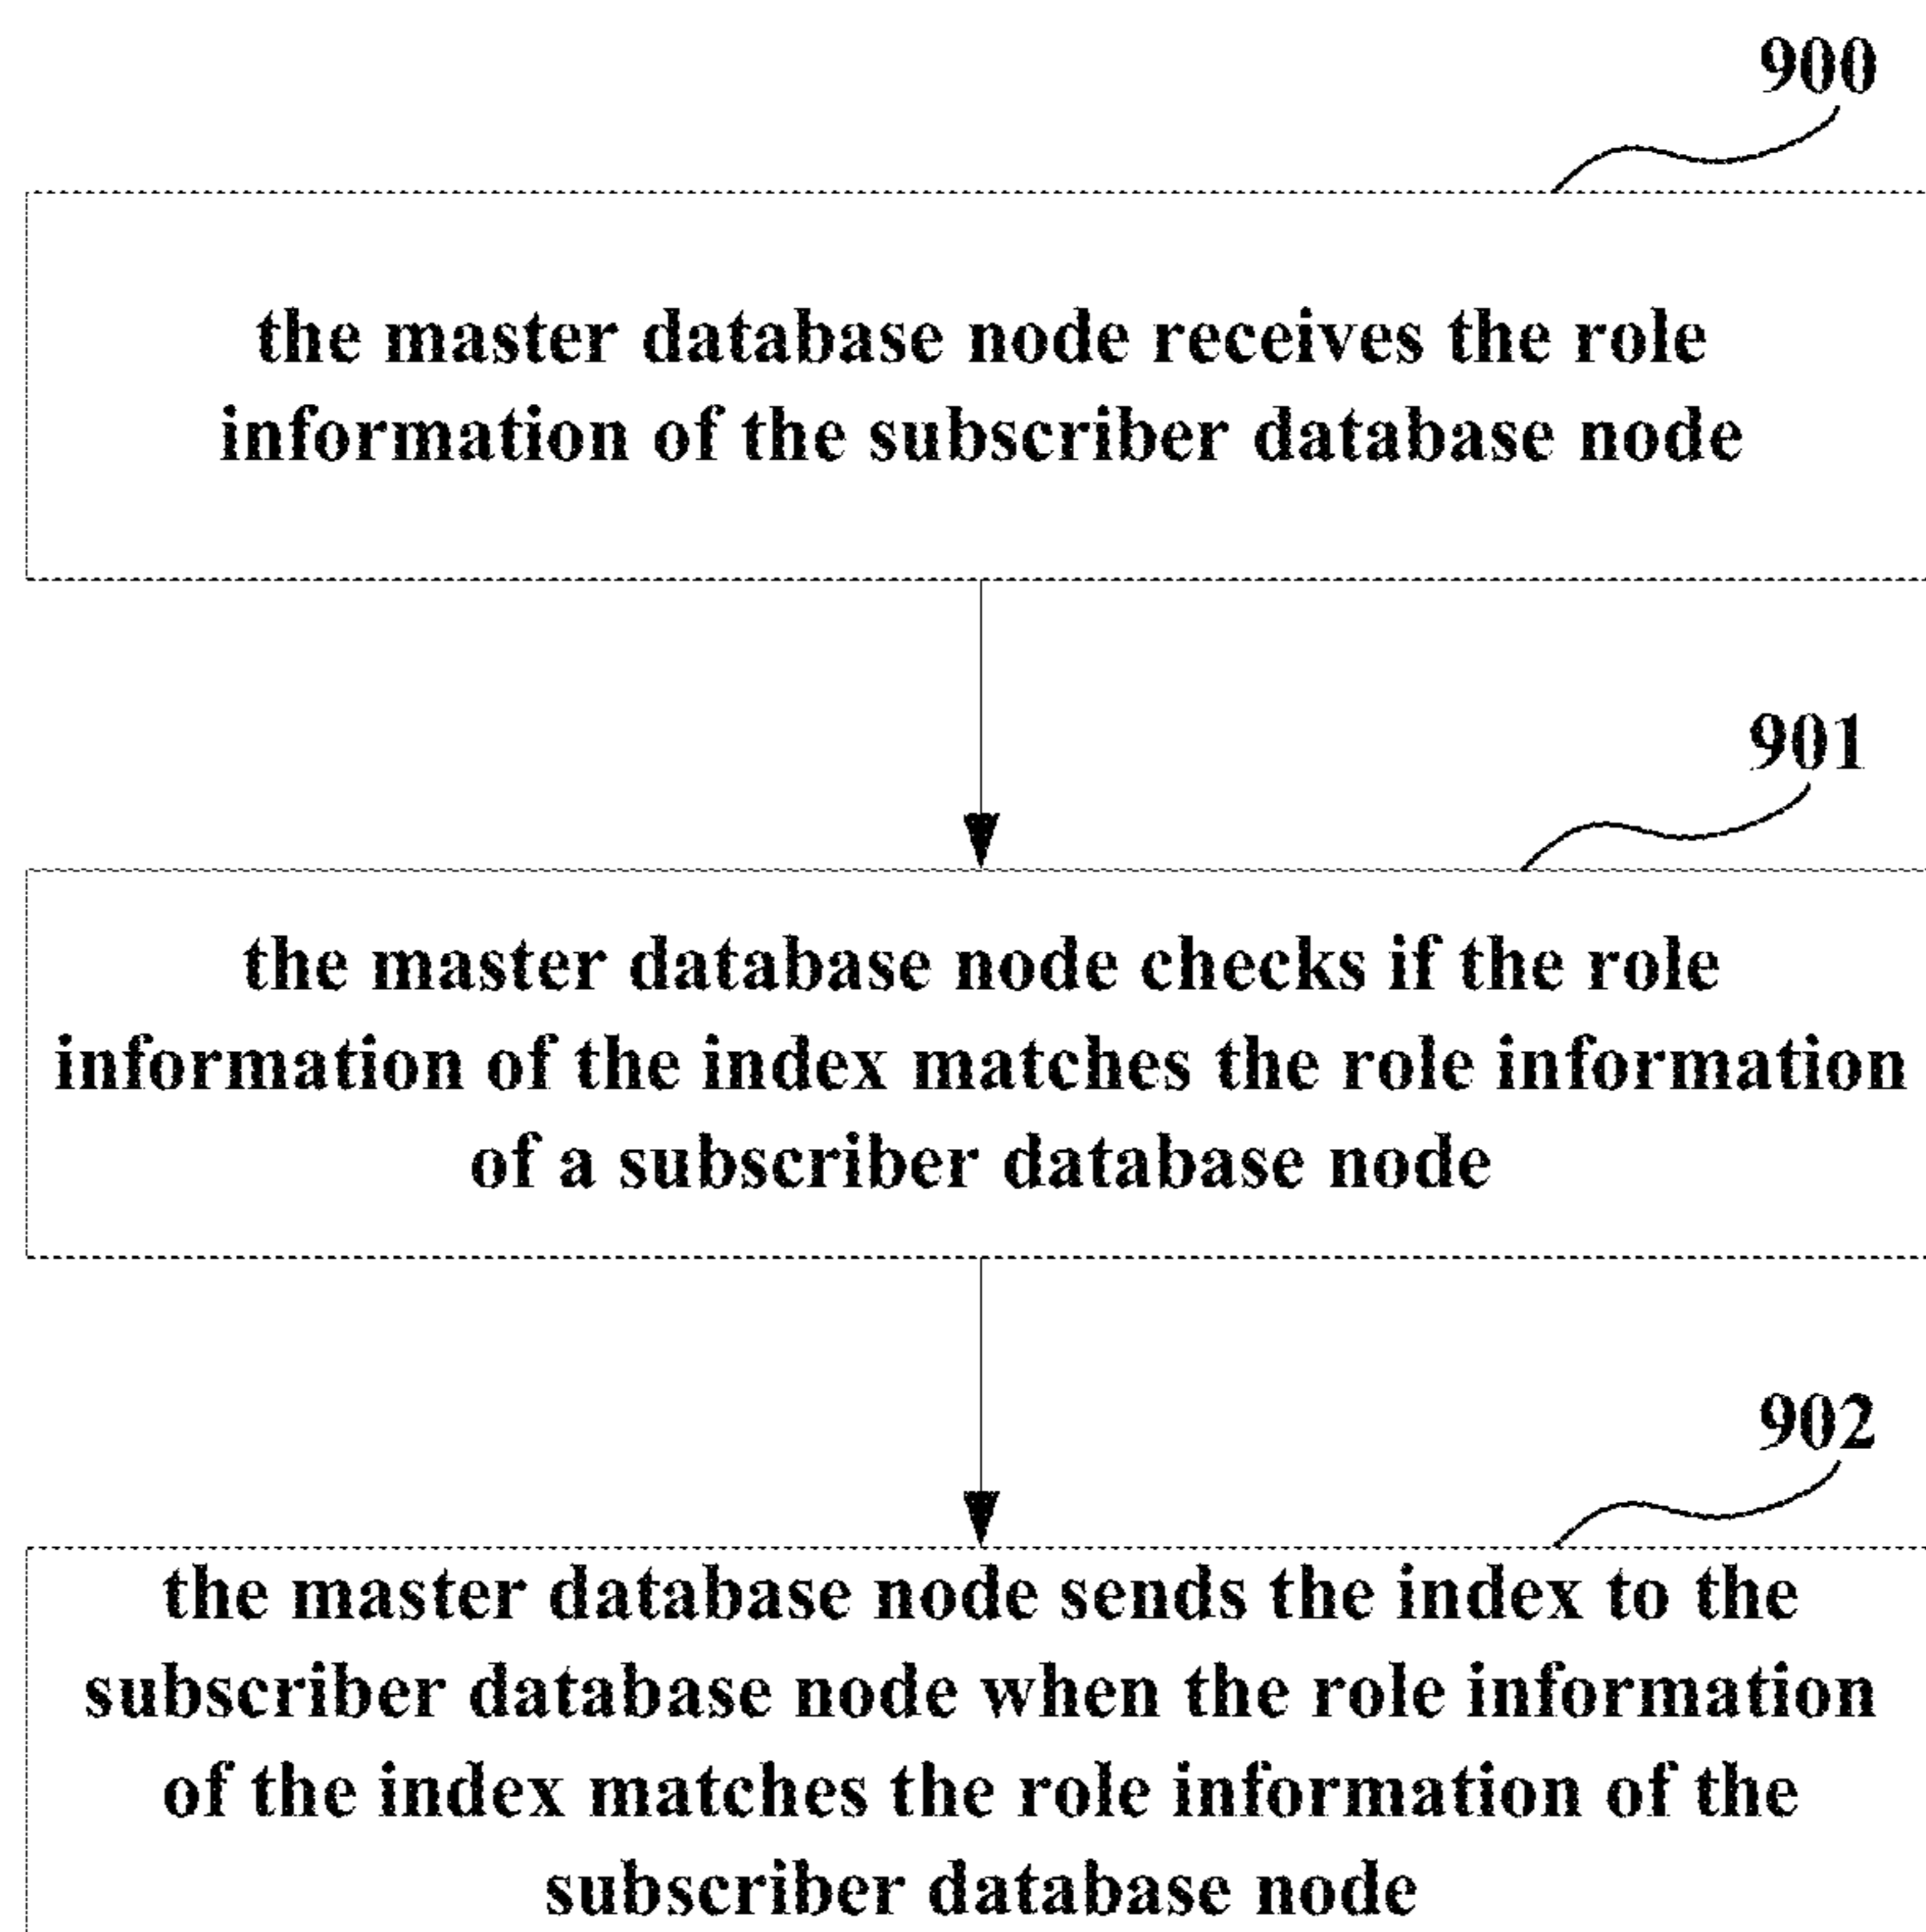 900
the master database node receives the role
information of the subscriber database node
901
the master database node checks if the role
information of the index matches the role information
of a subscriber database node
902
the master database node sends the index to the
subscriber database node when the role information
of the index matches the role information of the
subscriber database node